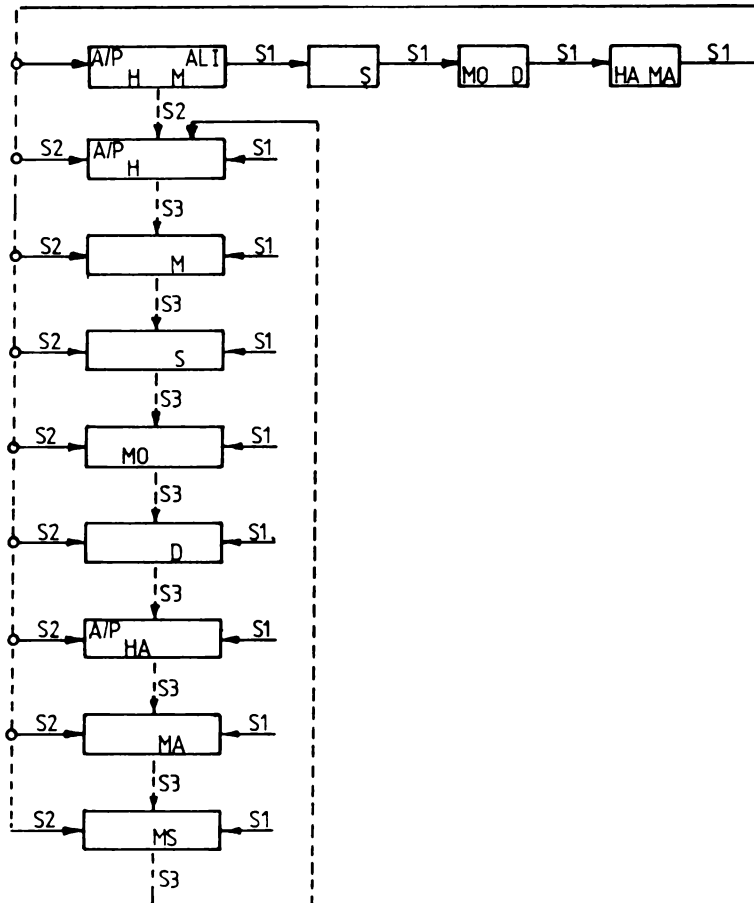 A/P ALI S1 S1 S1 S1
H M S MO D HA MA
S2
S2 A/P S1
H
S3
S2 S1
M
S3
S2 S1
S
S3
S2 S1
MO
S3
S2 S1
D
S3
S2 A/P S1
HA
S3
S2 S1
MA
S3
S2 S1
MS
S3